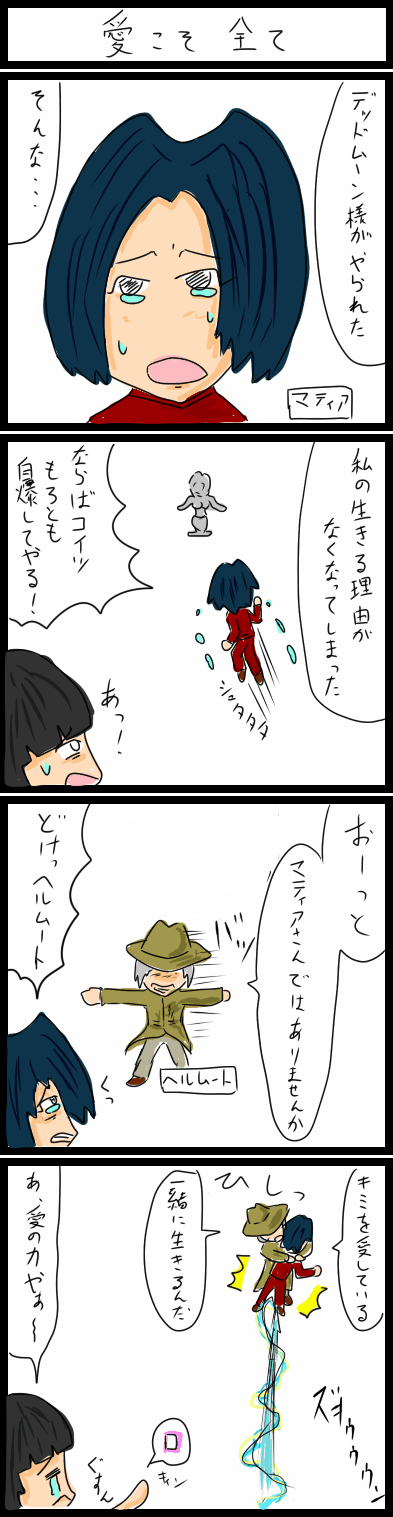 愛こそ 全て
デッドムーン様がやられた
そんな・・・
マティア
私の生きる理由が
なくなってしまった
ならばコイツ
もろとも
自爆してやる！
シュタタタ
あっ！
おーっと
マティアさんではありませんか
バッ
どけっヘルムート
ヘルムート
くっ
キミを愛している
ひしっ
一緒に生きるんだ
ズォゥゥゥン
あ、愛の力やぁ〜
キィン
ぐすん